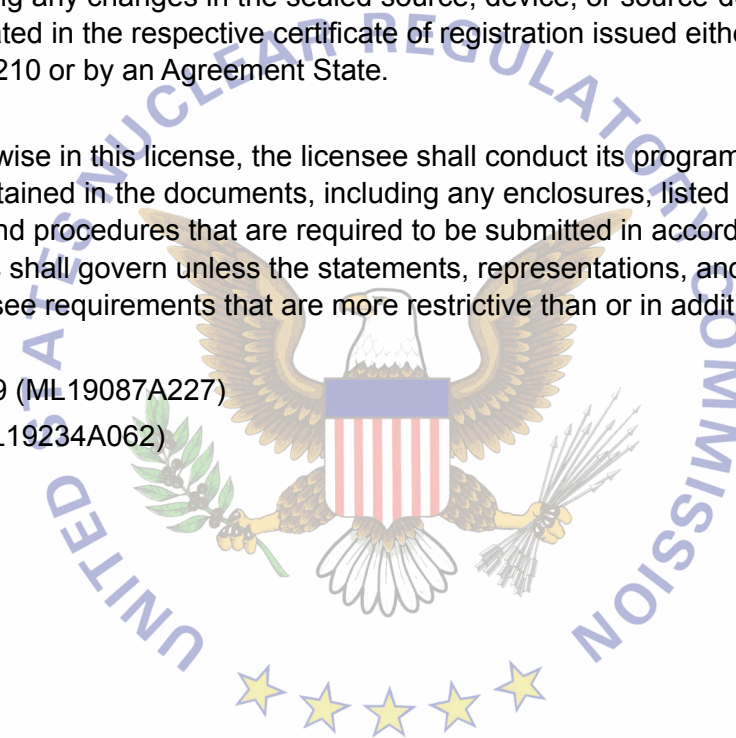 ng any changes in the sealed source, device, or source-d
ated in the respective certificate of registration issued eith
210 or by an Agreement State.
wise in this license, the licensee shall conduct its program
tained in the documents, including any enclosures, listed
nd procedures that are required to be submitted in accord
s shall govern unless the statements, representations, and
see requirements that are more restrictive than or in addit
9 (ML19087A227)
L19234A062)
UNITED STATES NUCLEAR REGULATORY COMMISSION